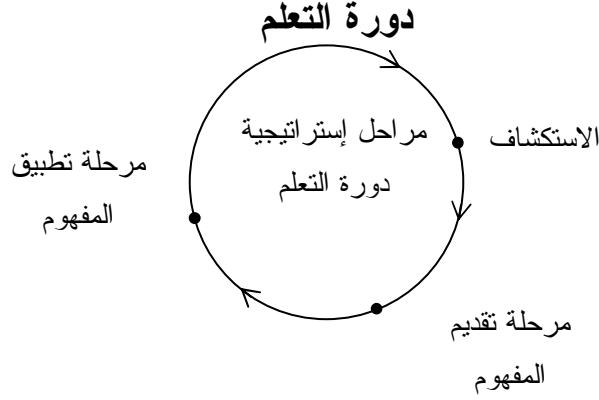 دورة التعلم
مراحل إستراتيجية
دورة التعلم
الاستكشاف
مرحلة تقديم
المفهوم
مرحلة تطبيق
المفهوم